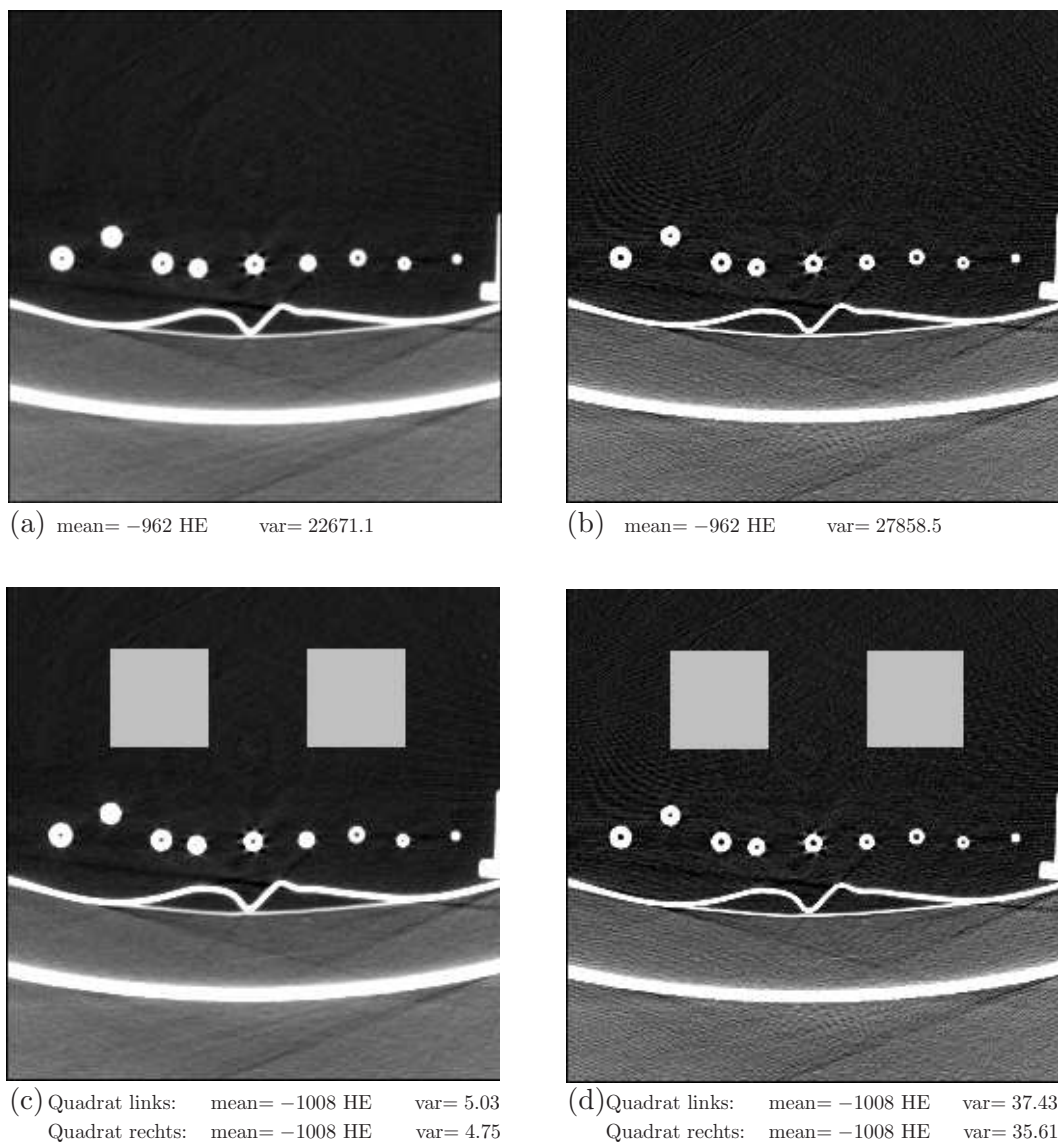 (a) mean= −962 HE var= 22671.1
(b) mean= −962 HE var= 27858.5
(c) Quadrat links: mean= −1008 HE var= 5.03
Quadrat rechts: mean= −1008 HE var= 4.75
(d) Quadrat links: mean= −1008 HE var= 37.43
Quadrat rechts: mean= −1008 HE var= 35.61